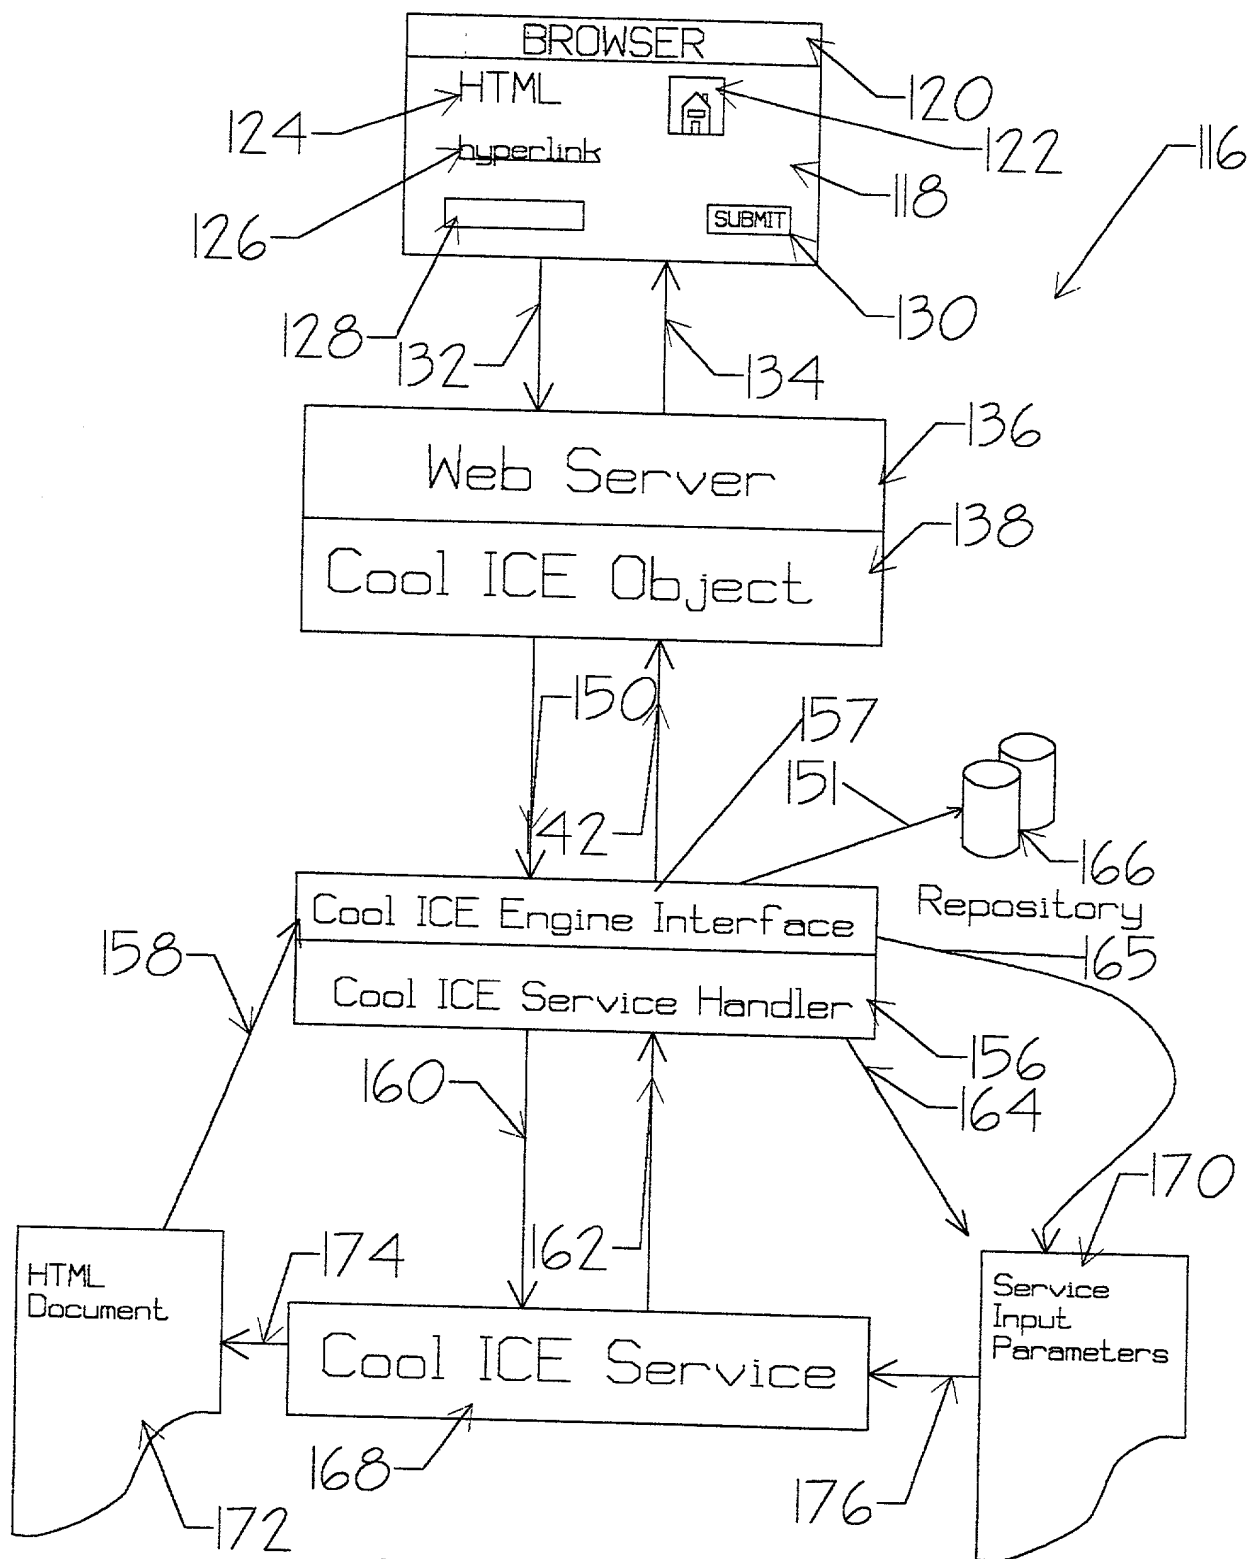 BROWSER
HTML
120
124
122
116
hyperlink
118
126
SUBMIT
128
130
132
134
136
Web Server
138
Cool ICE Object
150
157
151
42
166
Repository
Cool ICE Engine Interface
158
165
Cool ICE Service Handler
156
160
164
170
162
174
HTML
Document
Service
Input
Parameters
Cool ICE Service
168
176
172